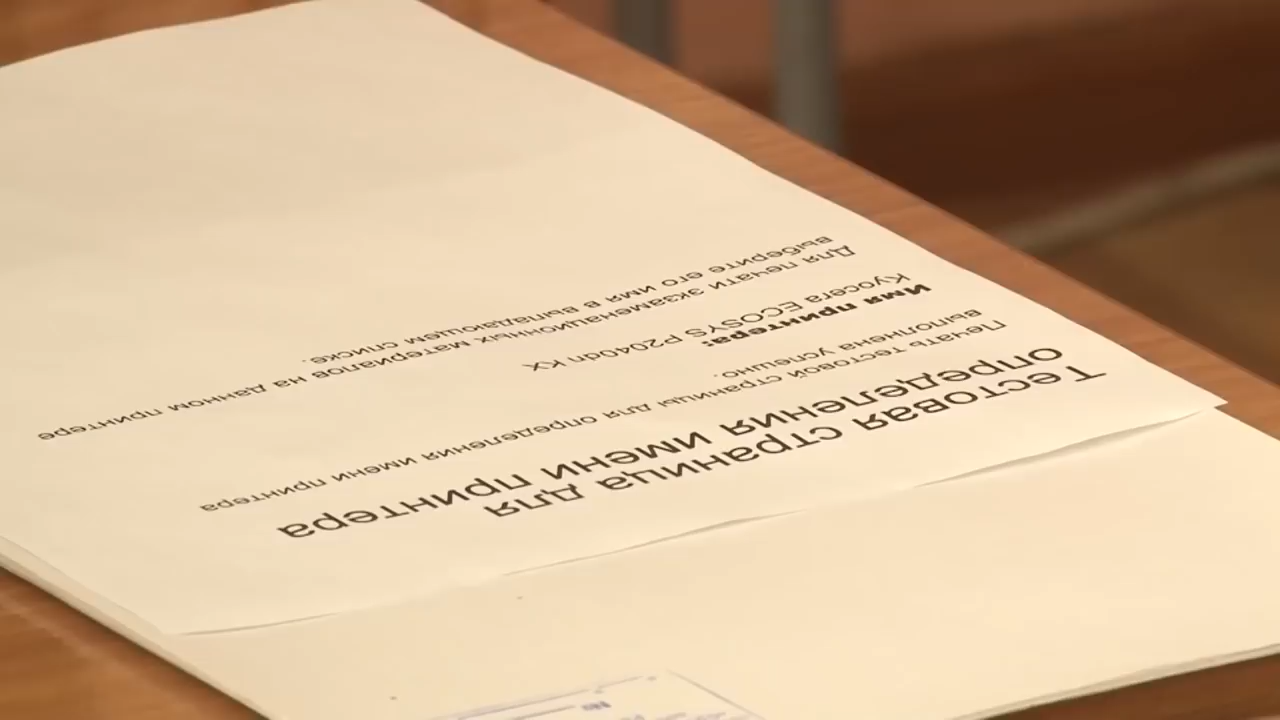 Тестовая страница для
определения имени принтера
Печать тестовой страницы для определения имени принтера
выполнена успешно.
Имя принтера:
Kyocera ECOSYS P2040dn KX
Для печати экзаменационных материалов на данном принтере
выберите его имя в выпадающем списке.
№